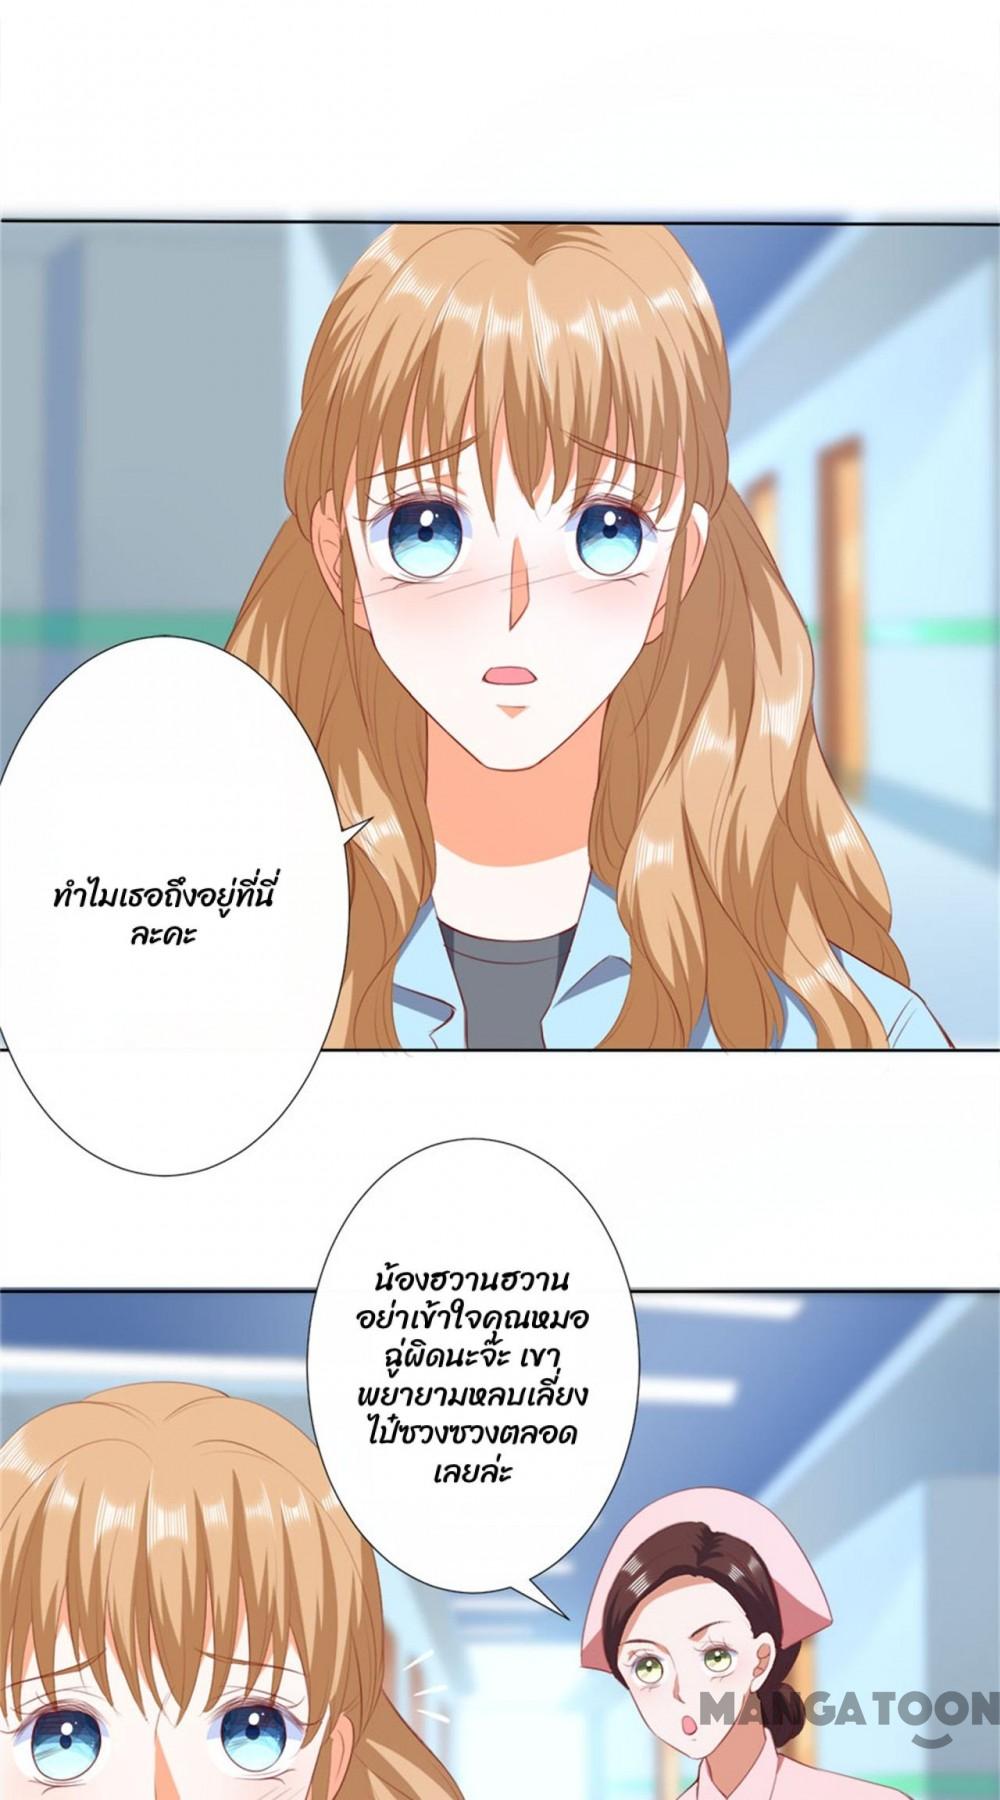 ทำไมเธอถึงอยู่ที่นี่
ละคะ
น้องฮวานฮวาน
อย่าเข้าใจคุณหมอ
ฉู่ผิดนะจ๊ะ เขา
พยายามหลบเลี่ยง
ไป๋ซวงซวงตลอด
เลยล่ะ
MANGATOON